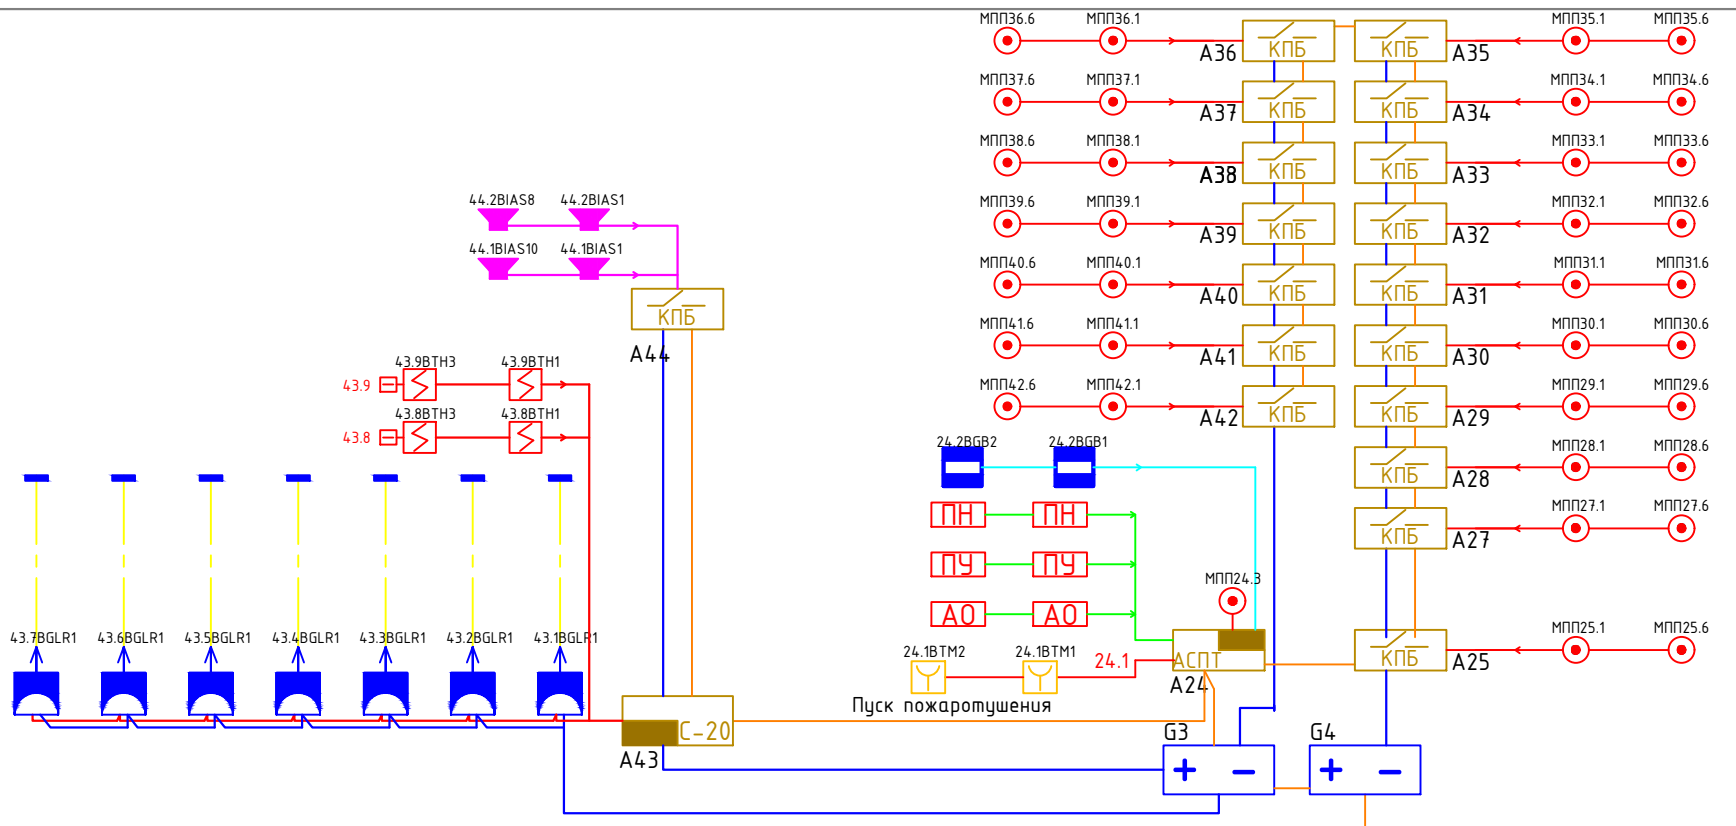 МПП36.6 МПП36.1 МПП35.1 МПП35.6
А36 КПБ КПБ А35
МПП37.6 МПП37.1 МПП34.1 МПП34.6
А37 КПБ КПБ А34
МПП38.6 МПП38.1 МПП33.1 МПП33.6
А38 КПБ КПБ А33
44.2BIAS8 44.2BIAS1
МПП39.6 МПП39.1 МПП32.1 МПП32.6
А39 КПБ КПБ А32
44.1BIAS10 44.1BIAS1
МПП40.6 МПП40.1 МПП31.1 МПП31.6
А40 КПБ КПБ А31
КПБ
А44
МПП41.6 МПП41.1 МПП30.1 МПП30.6
А41 КПБ КПБ А30
43.9BTH3 43.9BTH1
43.9
МПП42.6 МПП42.1 МПП29.1 МПП29.6
А42 КПБ КПБ А29
43.8BTH3 43.8BTH1
43.8
24.2BGB2 24.2BGB1
МПП28.1 МПП28.6
КПБ А28
ПН ПН
МПП27.1 МПП27.6
КПБ А27
ПУ ПУ
МПП24.3
АО АО
43.7BGLR1 43.6BGLR1 43.5BGLR1 43.4BGLR1 43.3BGLR1 43.2BGLR1 43.1BGLR1
МПП25.1 МПП25.6
24.1BTM2 24.1BTM1 24.1 АСПТ КПБ А25
А24
Пуск пожаротушения
С-20
А43
G3 G4
+ − + −